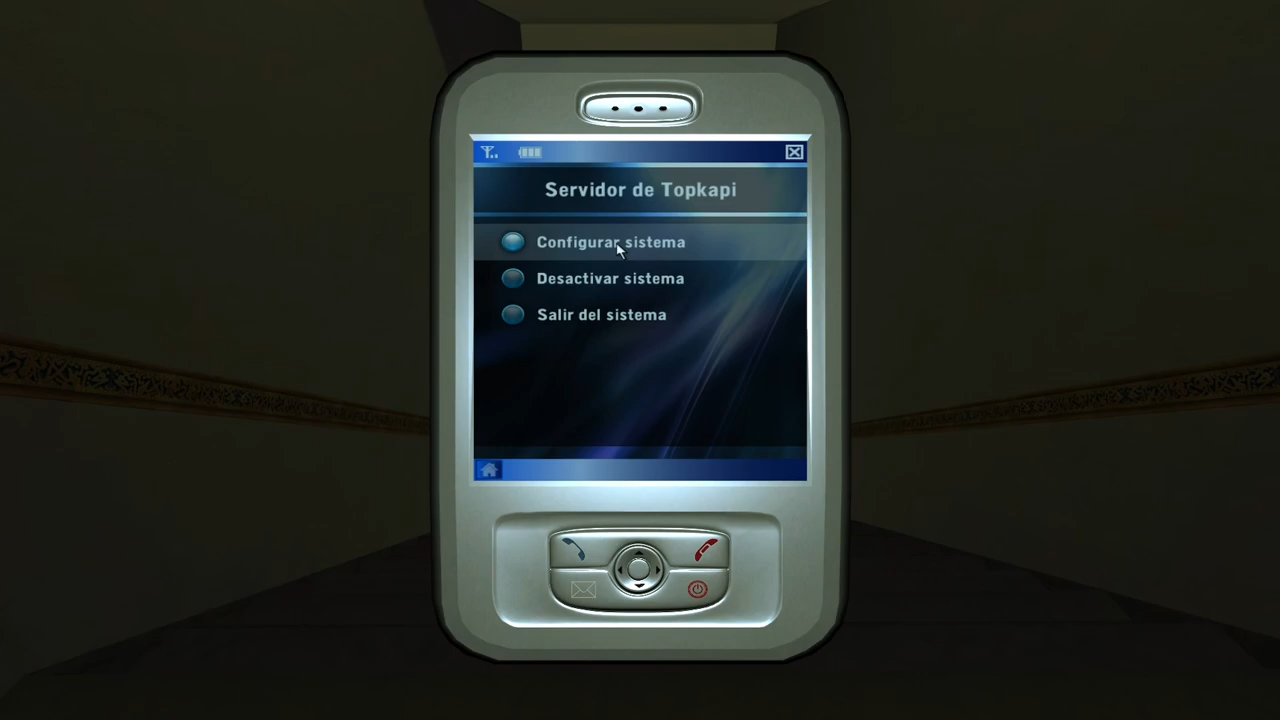 Servidor de Topkapi
Configurar sistema
Desactivar sistema
Salir del sistema